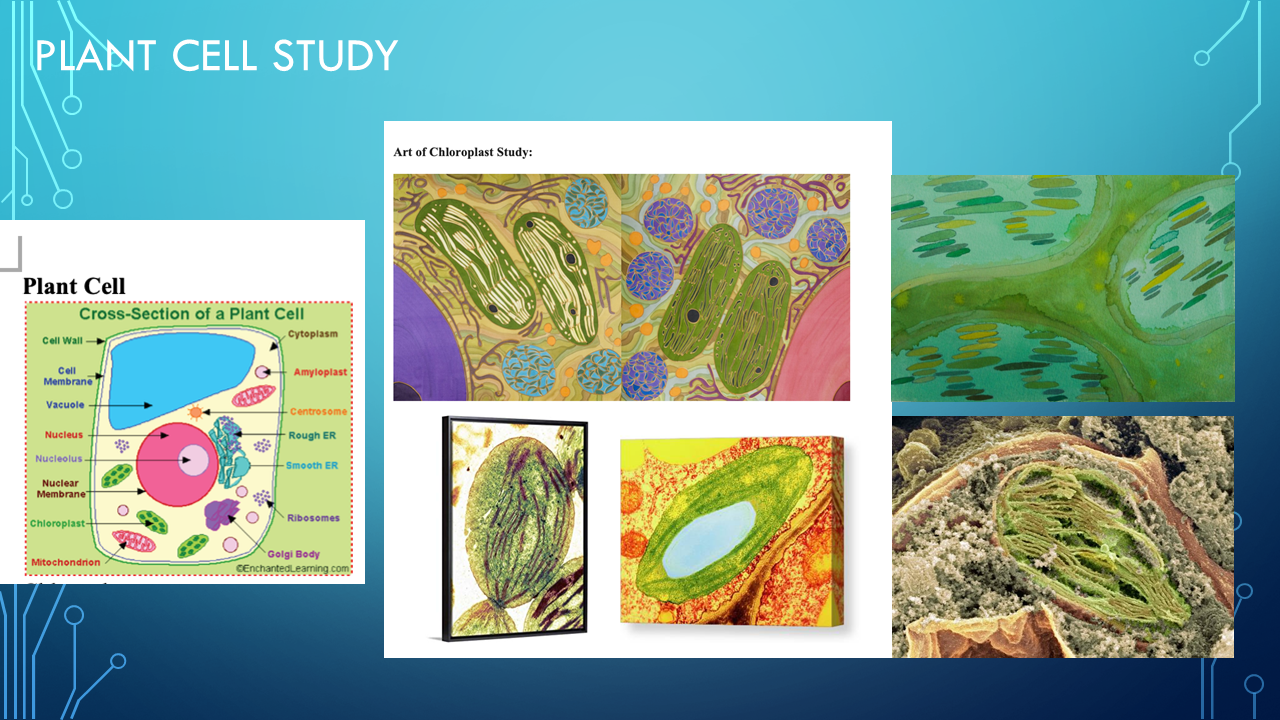 PLANT CELL STUDY
Art of Chloroplast Study:
Plant Cell
Cross-Section of a Plant Cell
Cell Wall
Cell
Membrane
Vacuole
Nucleus
Nucleolus
Nuclear
Membrane
Chloroplast
Mitochondrion
Cytoplasm
Amyloplast
Centrosome
Rough ER
Smooth ER
Ribosomes
Golgi Body
©EnchantedLearning.com